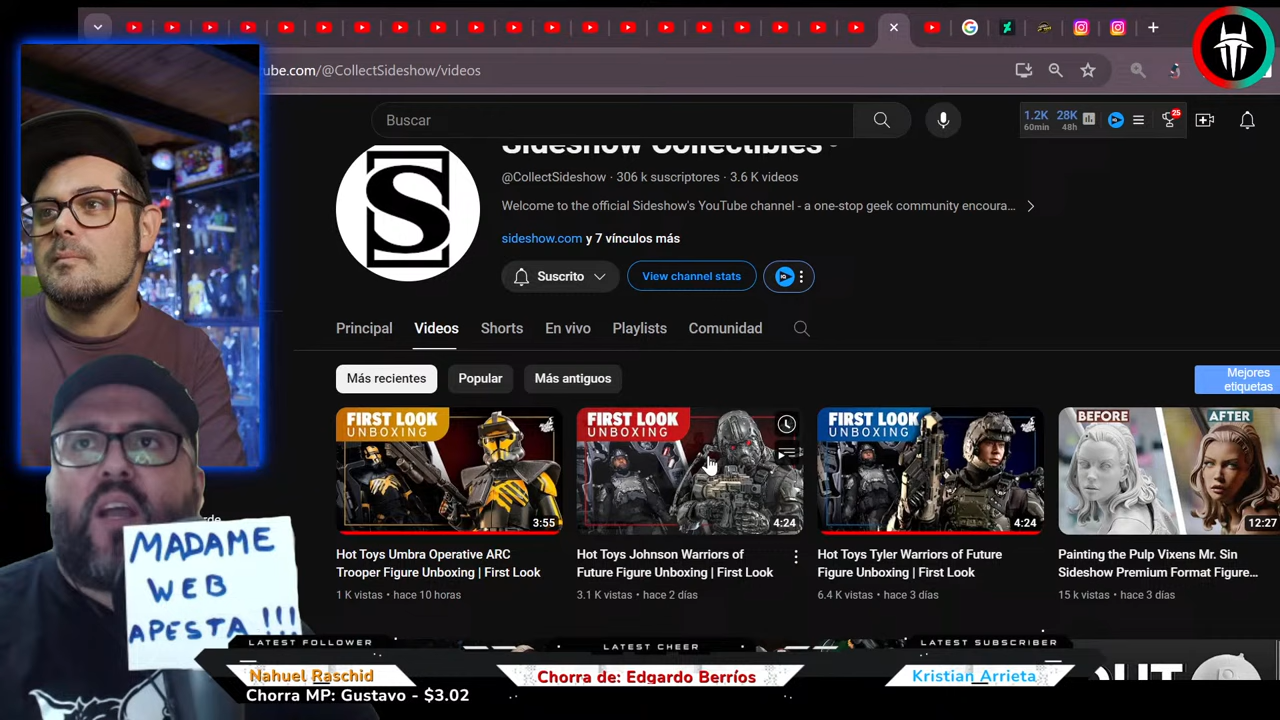 ube.com/@CollectSideshow/videos
Buscar
1.2K 28K
60min 48h
25
Sideshow Collectibles
@CollectSideshow · 306 k suscriptores · 3.6 K videos
Welcome to the official Sideshow's YouTube channel - a one-stop geek community encoura...
sideshow.com y 7 vínculos más
Suscrito
View channel stats
Principal Videos Shorts En vivo Playlists Comunidad
Más recientes Popular Más antiguos
Mejores
etiquetas
FIRST LOOK
UNBOXING
3:55
FIRST LOOK
UNBOXING
4:24
FIRST LOOK
UNBOXING
4:24
BEFORE AFTER
12:27
Hot Toys Umbra Operative ARC
Trooper Figure Unboxing | First Look
1 K vistas · hace 10 horas
Hot Toys Johnson Warriors of
Future Figure Unboxing | First Look
3.1 K vistas · hace 2 días
Hot Toys Tyler Warriors of Future
Figure Unboxing | First Look
6.4 K vistas · hace 3 días
Painting the Pulp Vixens Mr. Sin
Sideshow Premium Format Figure...
15 k vistas · hace 3 días
MADAME
WEB
APESTA!!!
LATEST FOLLOWER
Nahuel Raschid
LATEST CHEER
Chorra de: Edgardo Berríos
LATEST SUBSCRIBER
Kristian Arrieta
Chorra MP: Gustavo - $3.02